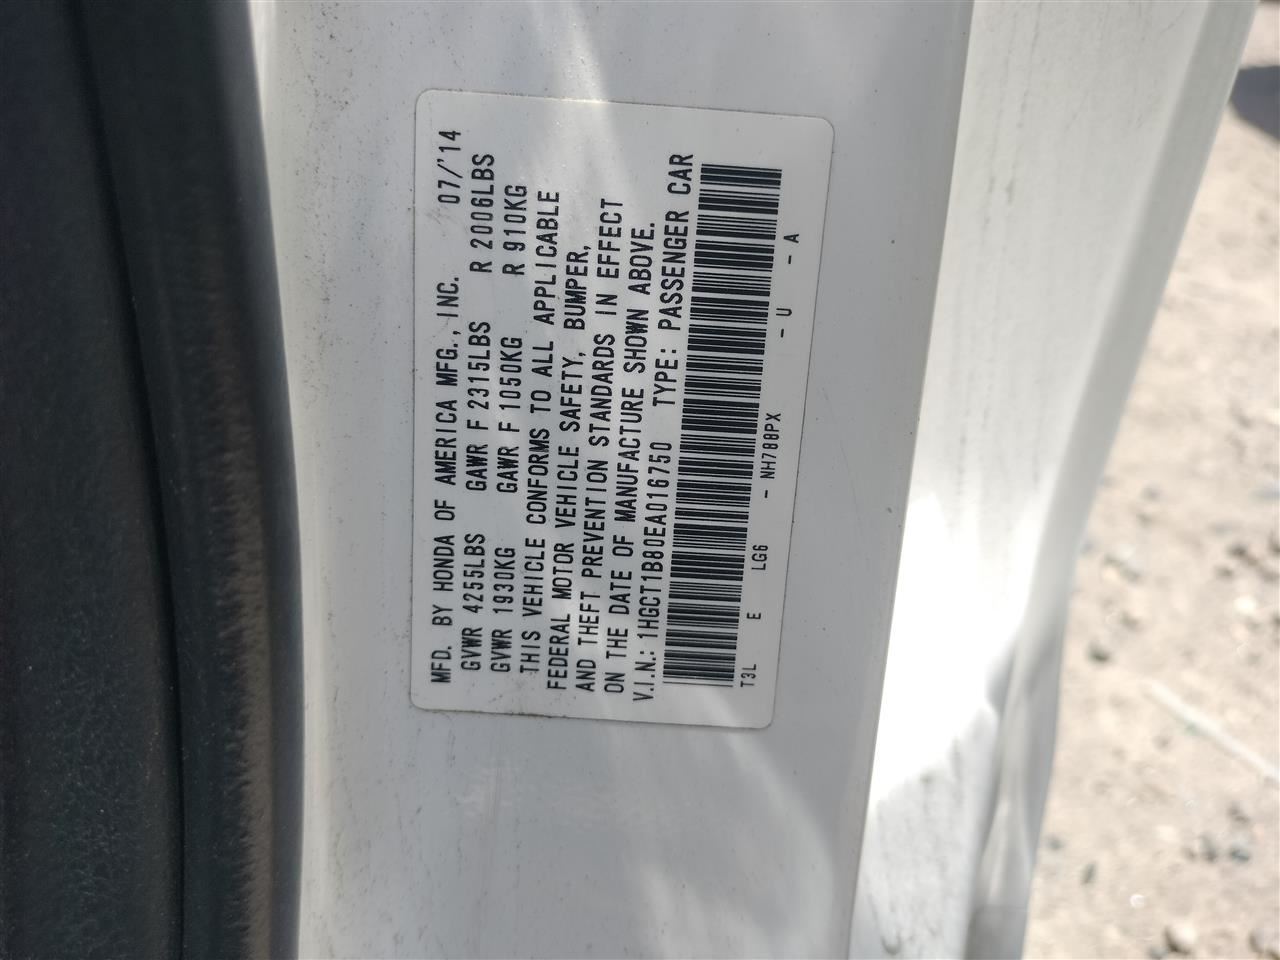 MFD. BY HONDA OF AMERICA MFG., INC. 07/'14
GVWR 4255LBS GAWR F 2315LBS R 2006LBS
GVWR 1930KG GAWR F 1050KG R 910KG
THIS VEHICLE CONFORMS TO ALL APPLICABLE
FEDERAL MOTOR VEHICLE SAFETY, BUMPER,
AND THEFT PREVENTION STANDARDS IN EFFECT
ON THE DATE OF MANUFACTURE SHOWN ABOVE.
V.I.N.: 1HGCT1B80EA016750 TYPE: PASSENGER CAR
T3L E LG6 - NH788PX - U - A